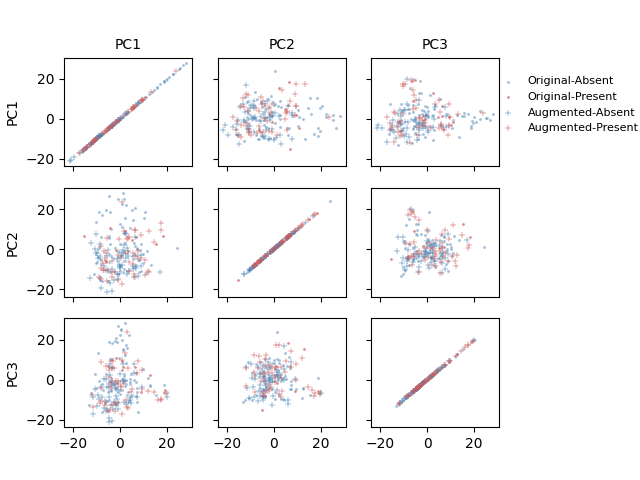 PC1 PC2 PC3
PC1
20
0
−20
Original-Absent
Original-Present
Augmented-Absent
Augmented-Present
PC2
20
0
−20
PC3
20
0
−20
−20 0 20 −20 0 20 −20 0 20